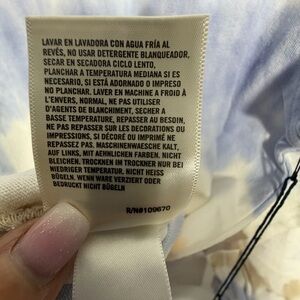 LAVAR EN LAVADORA CON AGUA FRÍA AL
REVÉS, NO USAR DETERGENTE BLANQUEADOR,
SECAR EN SECADORA CICLO LENTO,
PLANCHAR A TEMPERATURA MEDIANA SI ES
NECESARIO, SI ESTÁ ADORNADO O IMPRESO
NO PLANCHAR. LAVER EN MACHINE A FROID À
L'ENVERS, NORMAL, NE PAS UTILISER
D'AGENTS DE BLANCHIMENT, SECHER A
BASSE TEMPERATURE, REPASSER AU BESOIN,
NE PAS REPASSER SUR LES DECORATIONS OU
IMPRESSIONS, SI DÉCORÉ OU IMPRIMÉ NE
REPASSEZ PAS. MASCHINENWAESCHE KALT,
AUF LINKS, MIT AEHNLICHEN FARBEN. NICHT
BLEICHEN. TROCKNEN IM TROCKNER NUR BEI
NIEDRIGER TEMPERATUR. NICHT HEISS
BÜGELN. WENN WARE VERZIERT ODER
BEDRUCKT NICHT BÜGELN
R/N#109670